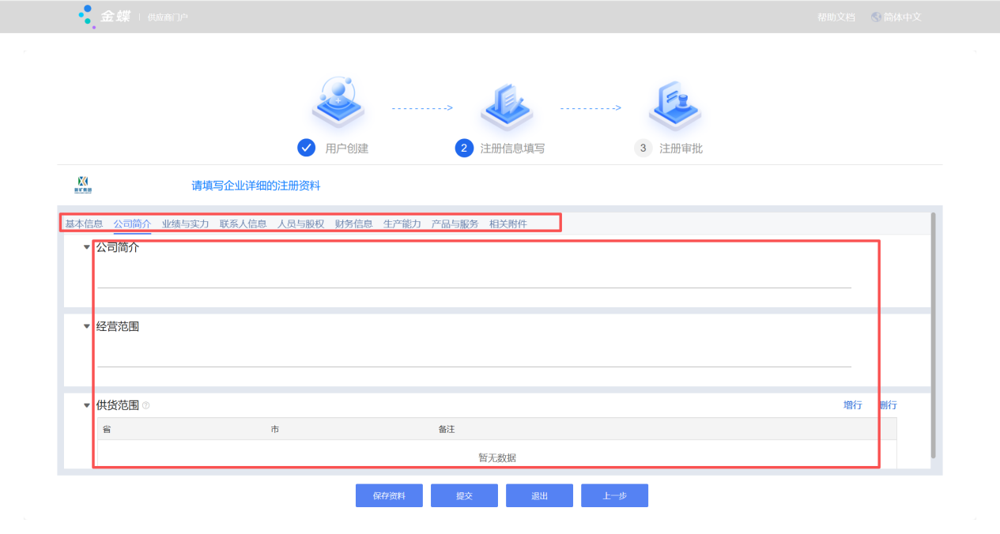 金蝶 | 供应商门户 帮助文档 简体中文
用户创建 2 注册信息填写 3 注册审批
新矿集团 请填写企业详细的注册资料
基本信息 公司简介 业绩与实力 联系人信息 人员与股权 财务信息 生产能力 产品与服务 相关附件
公司简介
经营范围
供货范围 增行 删行
省 市 备注
暂无数据
保存资料 提交 退出 上一步